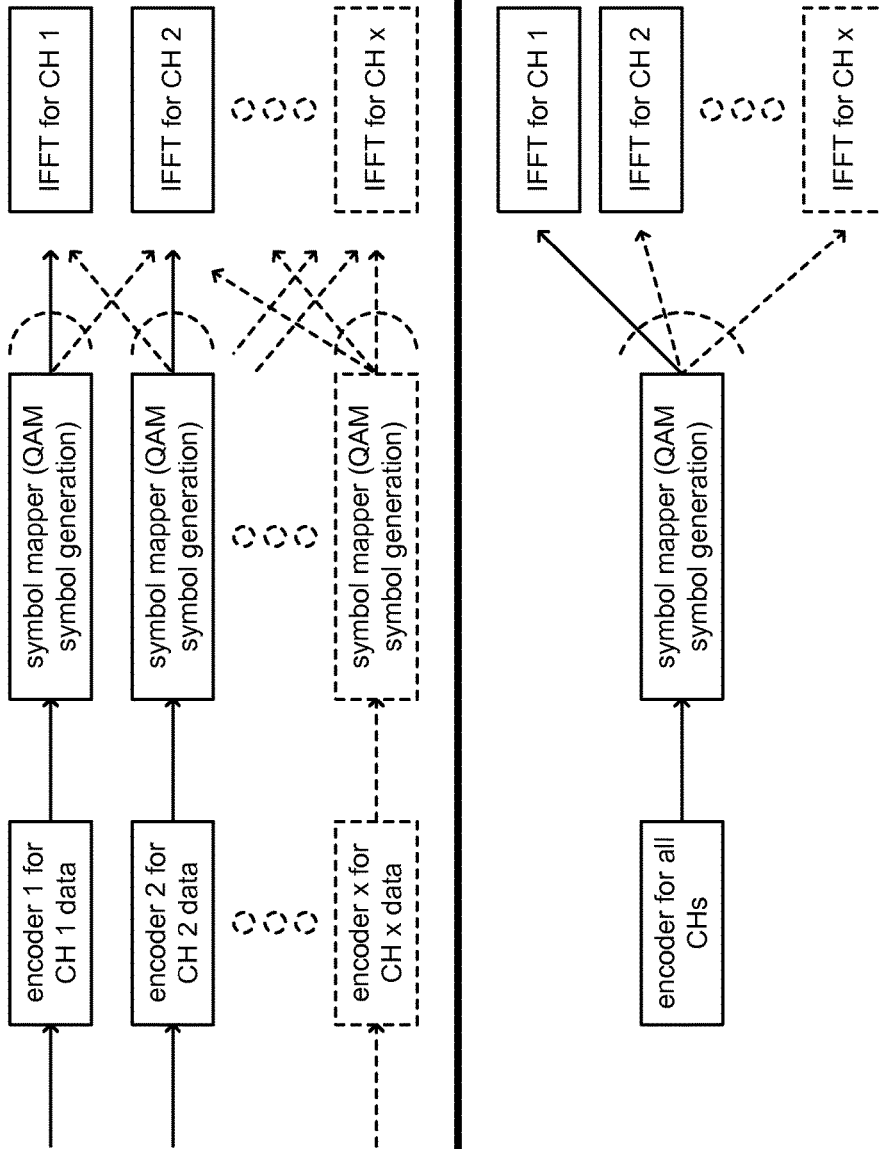 encoder 1 for
CH 1 data
symbol mapper (QAM
symbol generation)
IFFT for CH 1
encoder 2 for
CH 2 data
symbol mapper (QAM
symbol generation)
IFFT for CH 2
encoder x for
CH x data
symbol mapper (QAM
symbol generation)
IFFT for CH x
encoder for all
CHs
symbol mapper (QAM
symbol generation)
IFFT for CH 1
IFFT for CH 2
IFFT for CH x